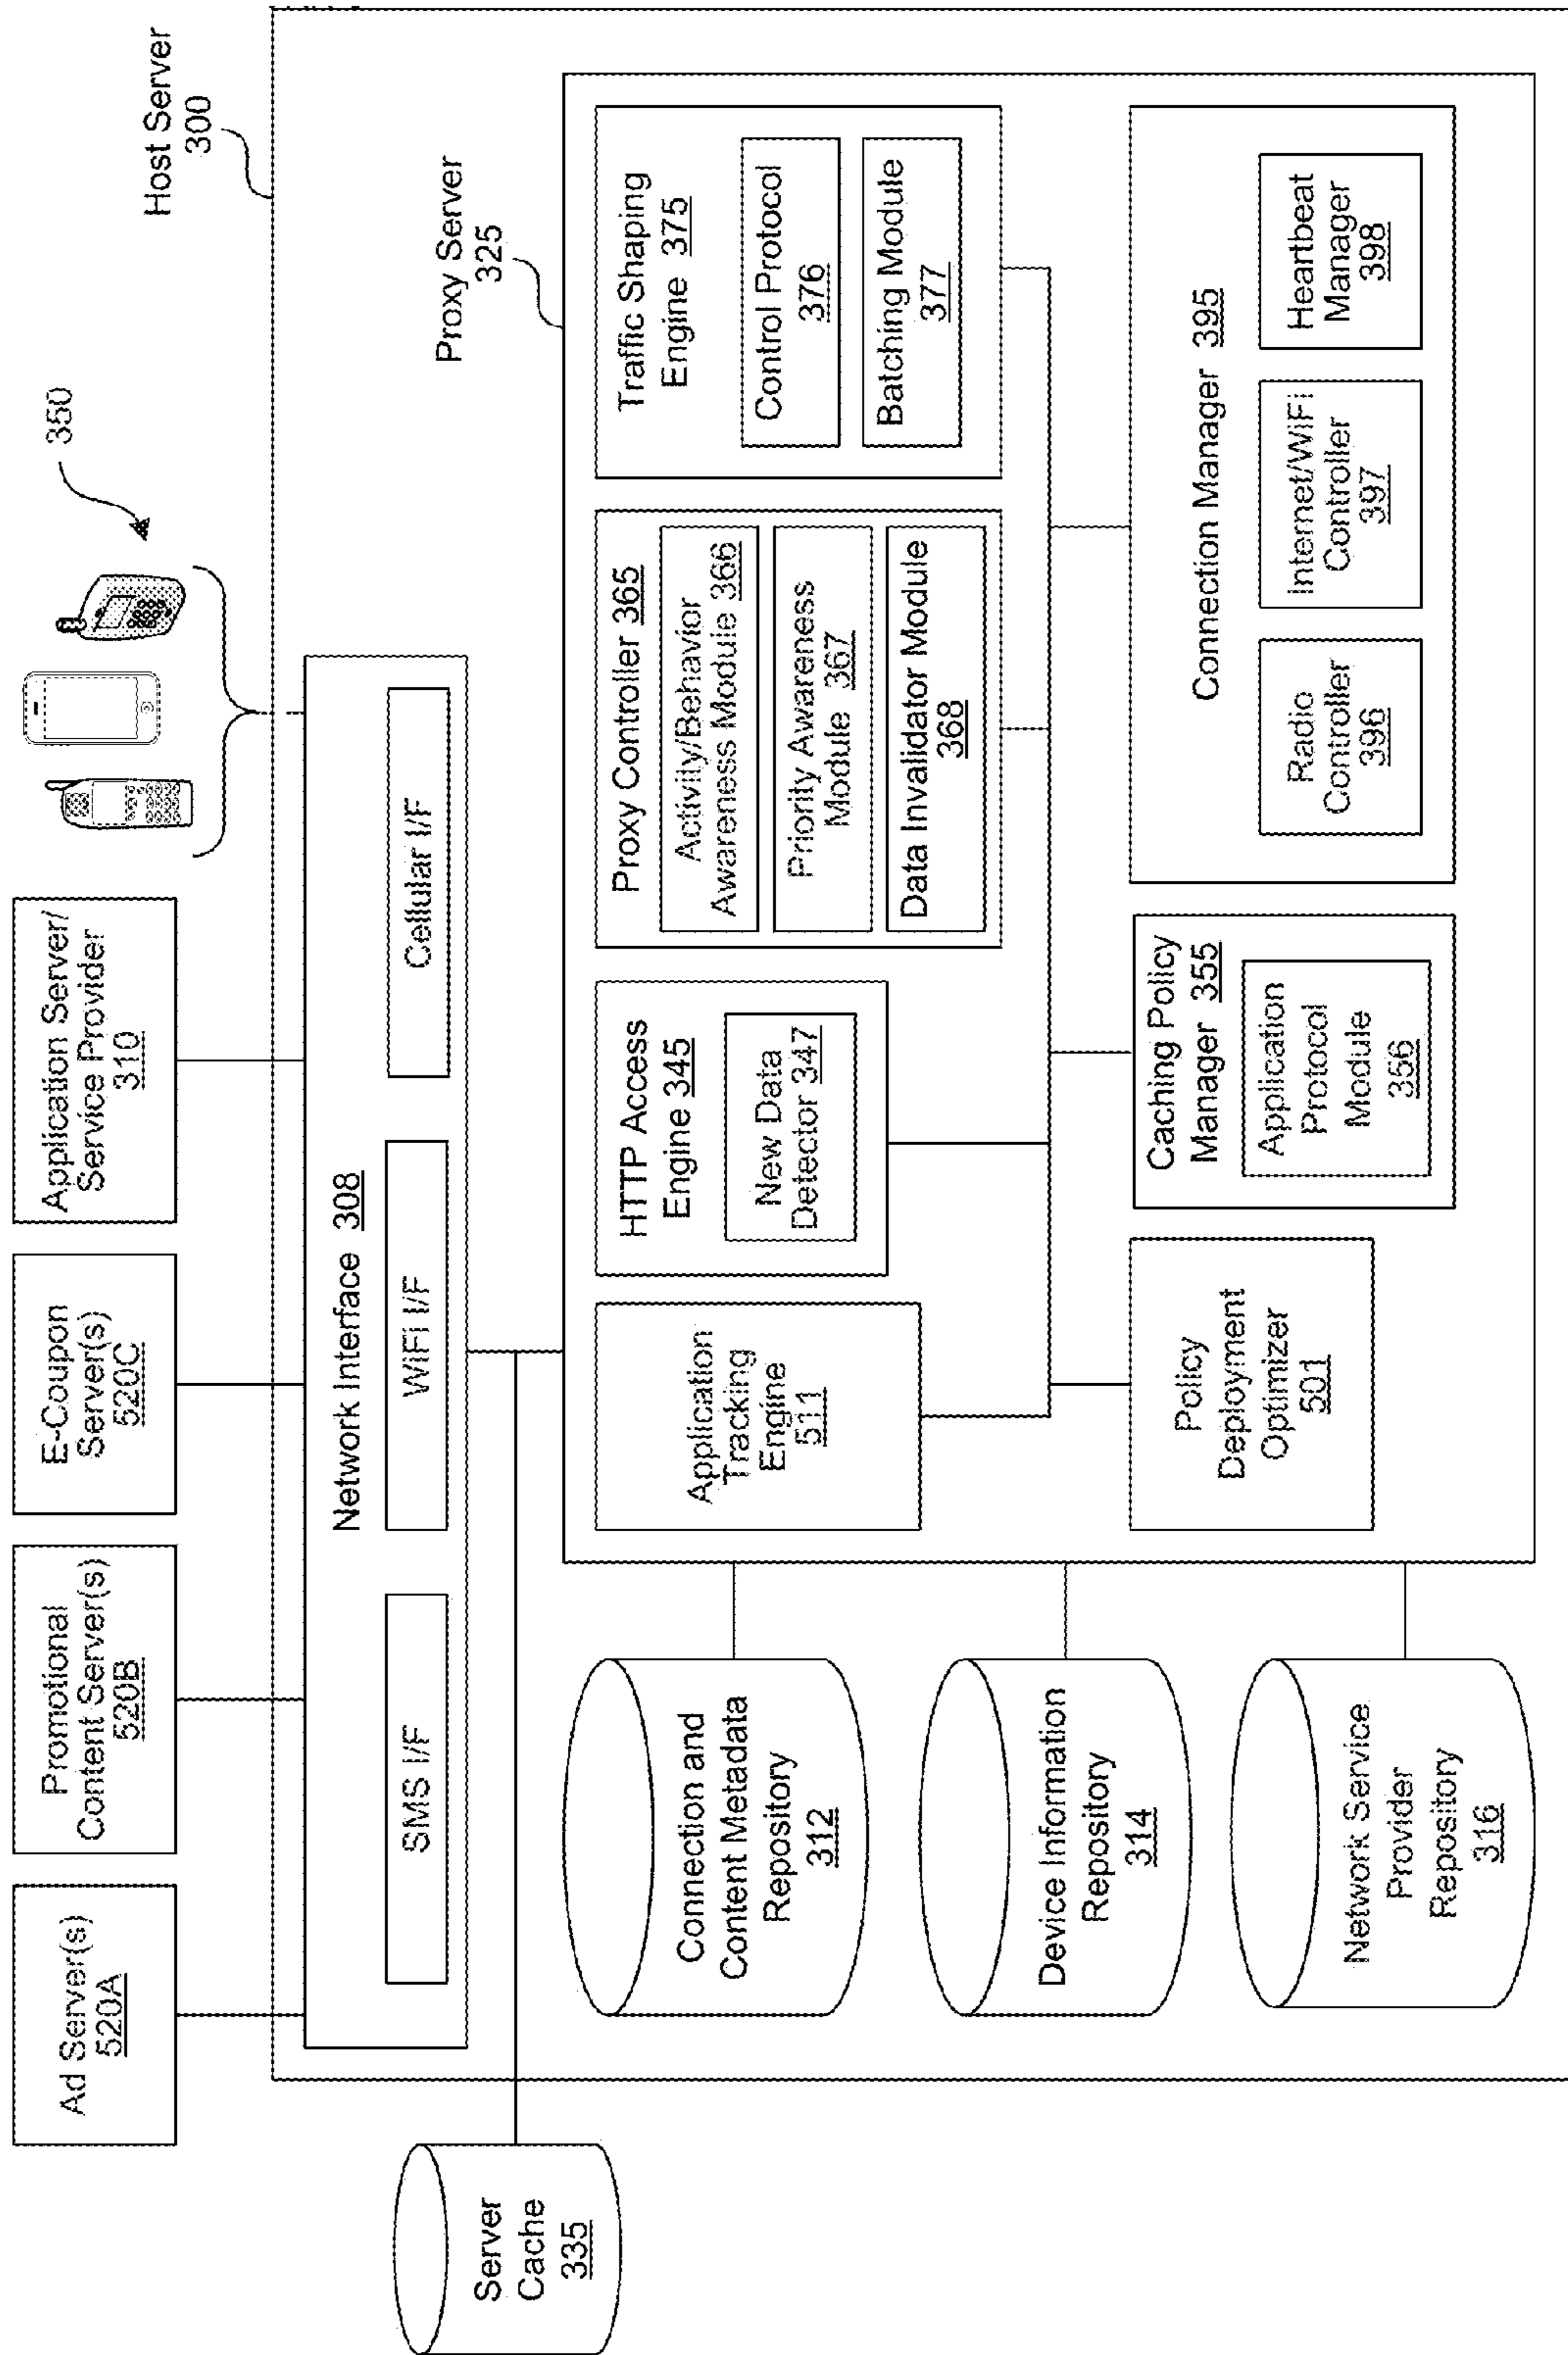 Ad Server(s)
520A
Promotional
Content Server(s)
520B
E-Coupon
Server(s)
520C
Application Server/
Service Provider
310
350
Host Server
300
Network Interface 308
SMS I/F
WiFi I/F
Cellular I/F
Server
Cache
335
Proxy Server
325
Connection and
Content Metadata
Repository
312
Device Information
Repository
314
Network Service
Provider
Repository
316
Application
Tracking
Engine
511
HTTP Access
Engine 345
New Data
Detector 347
Proxy Controller 365
Activity/Behavior
Awareness Module 366
Priority Awareness
Module 367
Data Invalidator Module
368
Traffic Shaping
Engine 375
Control Protocol
376
Batching Module
377
Policy
Deployment
Optimizer
501
Caching Policy
Manager 355
Application
Protocol
Module
356
Connection Manager 395
Radio
Controller
396
Internet/WiFi
Controller
397
Heartbeat
Manager
398